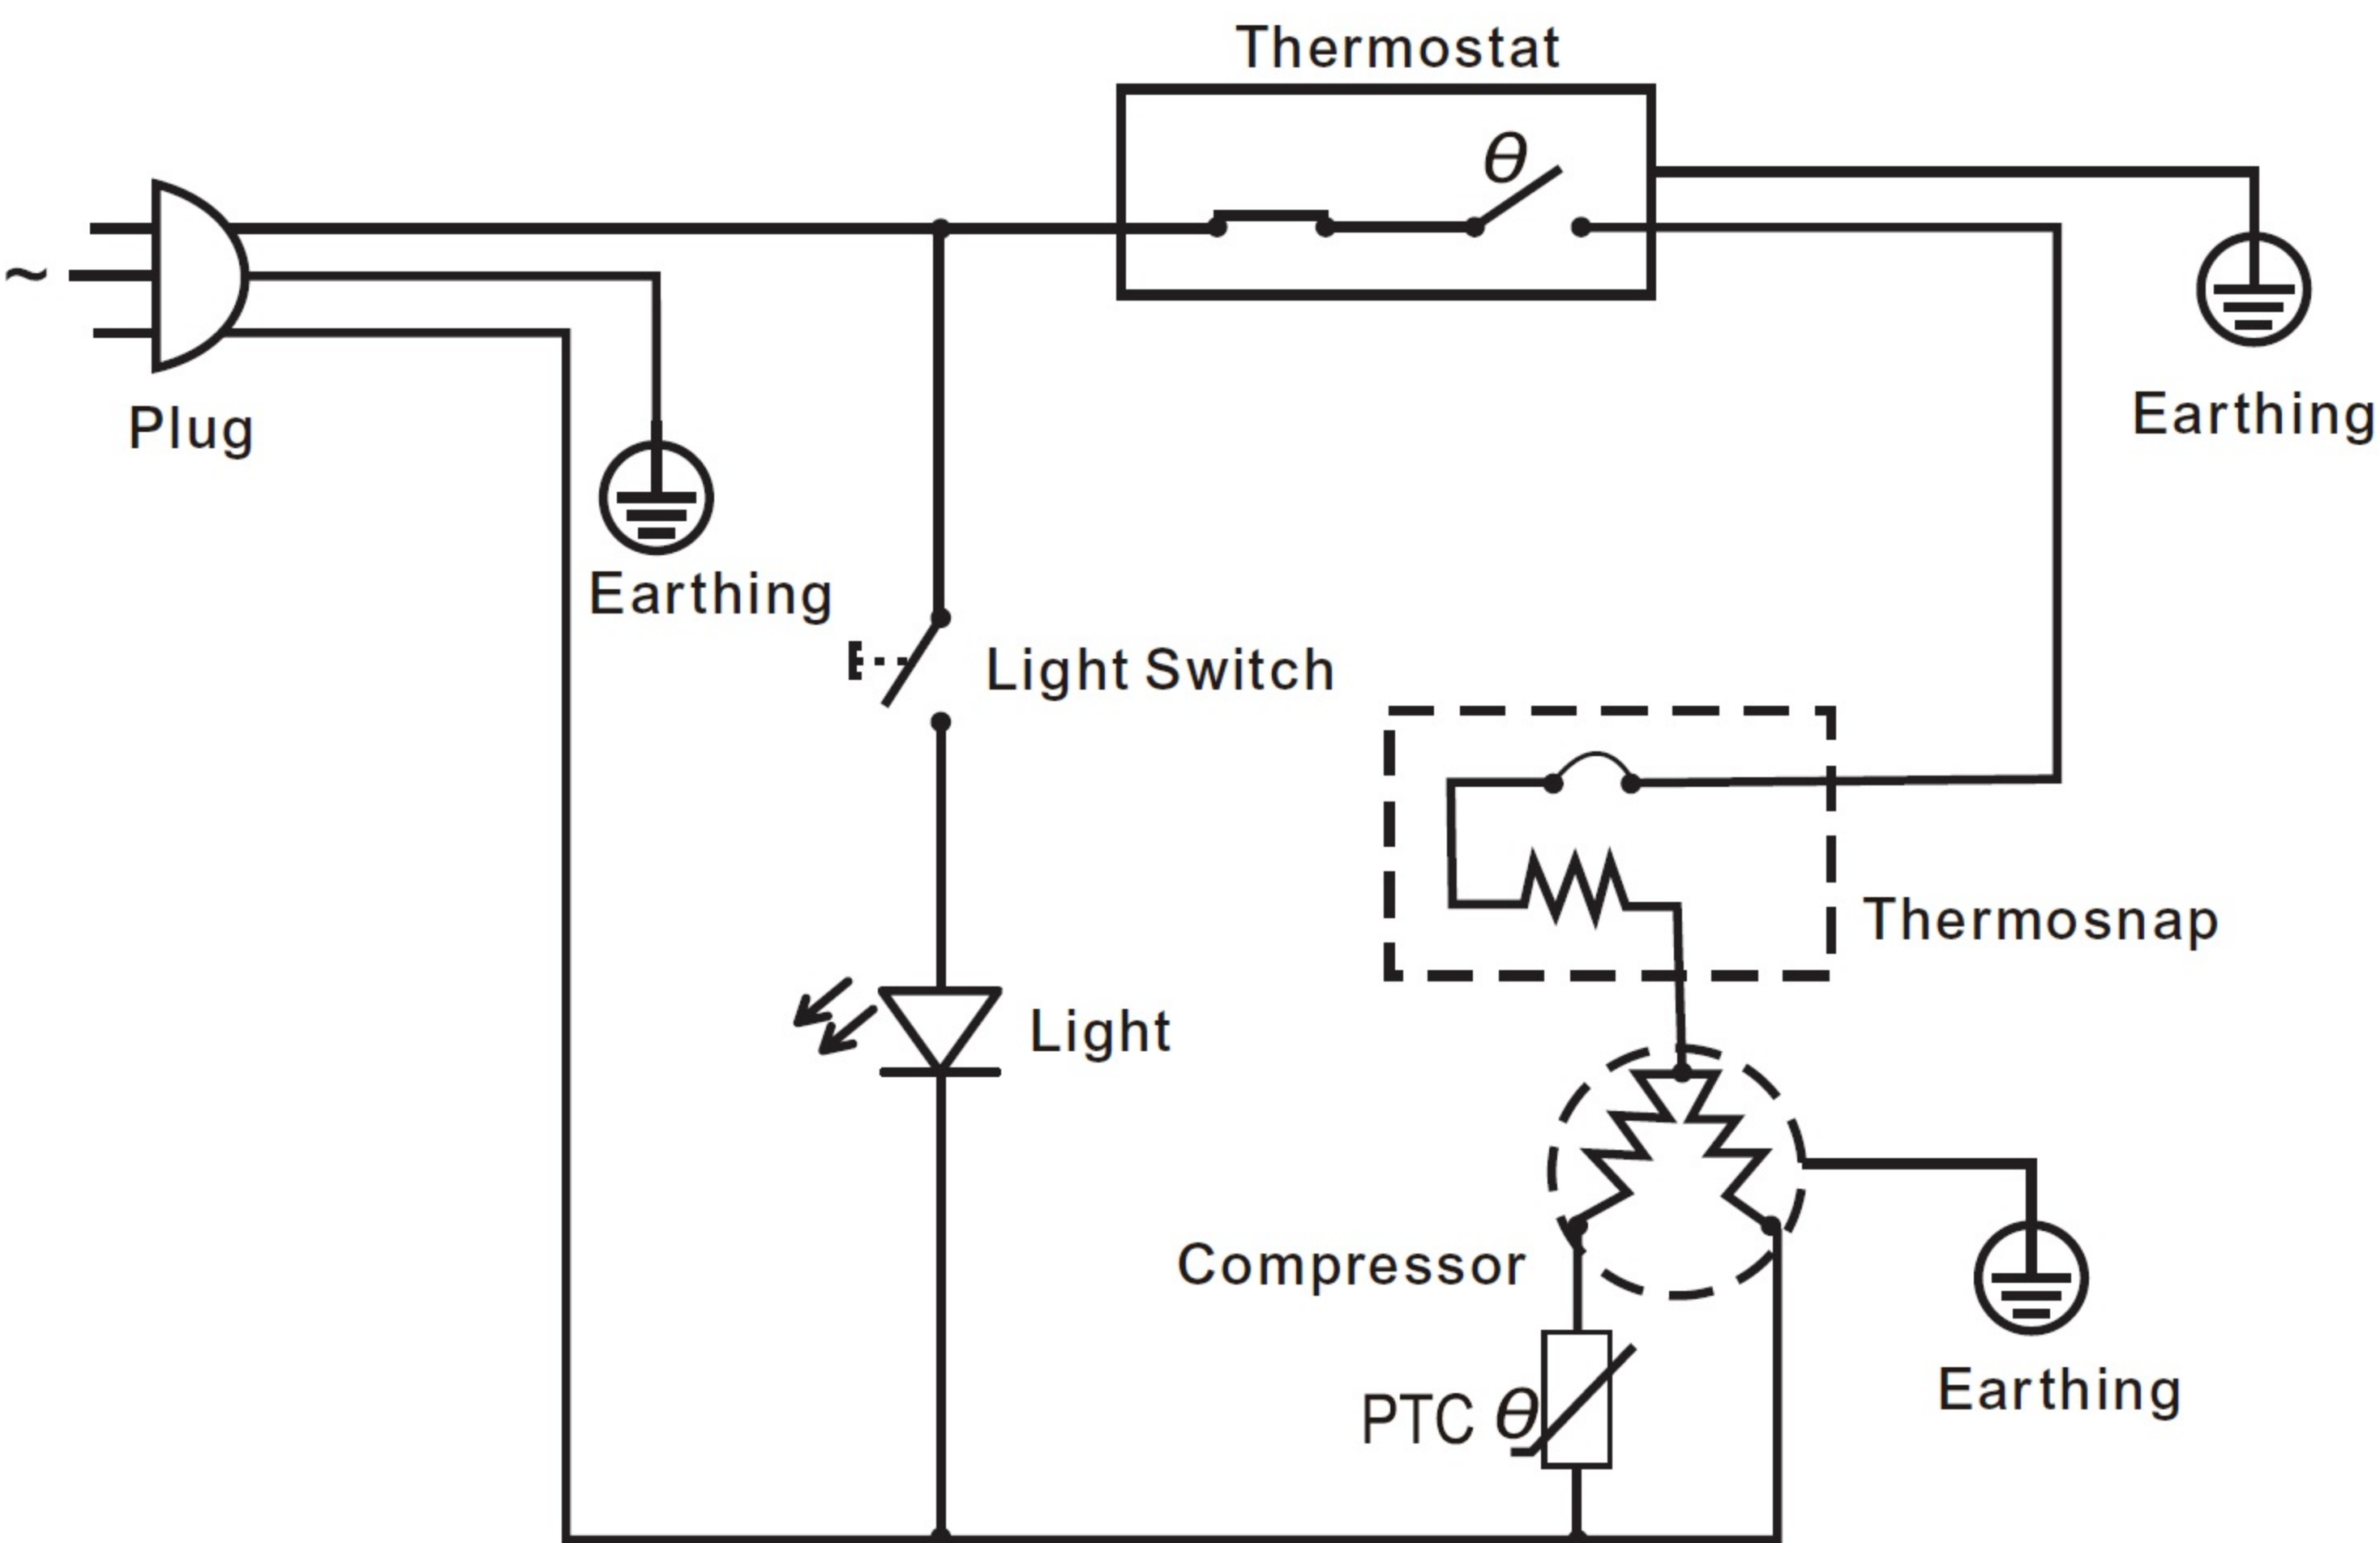 Thermostat
θ
~
Plug
Earthing
Earthing
Light Switch
Thermosnap
Light
Compressor
Earthing
PTC θ